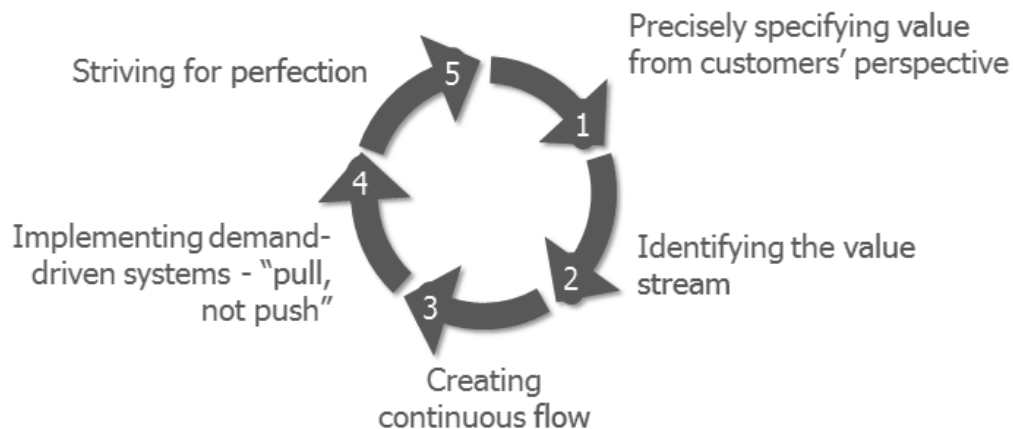 Precisely specifying value
from customers’ perspective
1
Identifying the value
stream
2
Creating
continuous flow
3
Implementing demand-
driven systems - “pull,
not push”
4
Striving for perfection
5